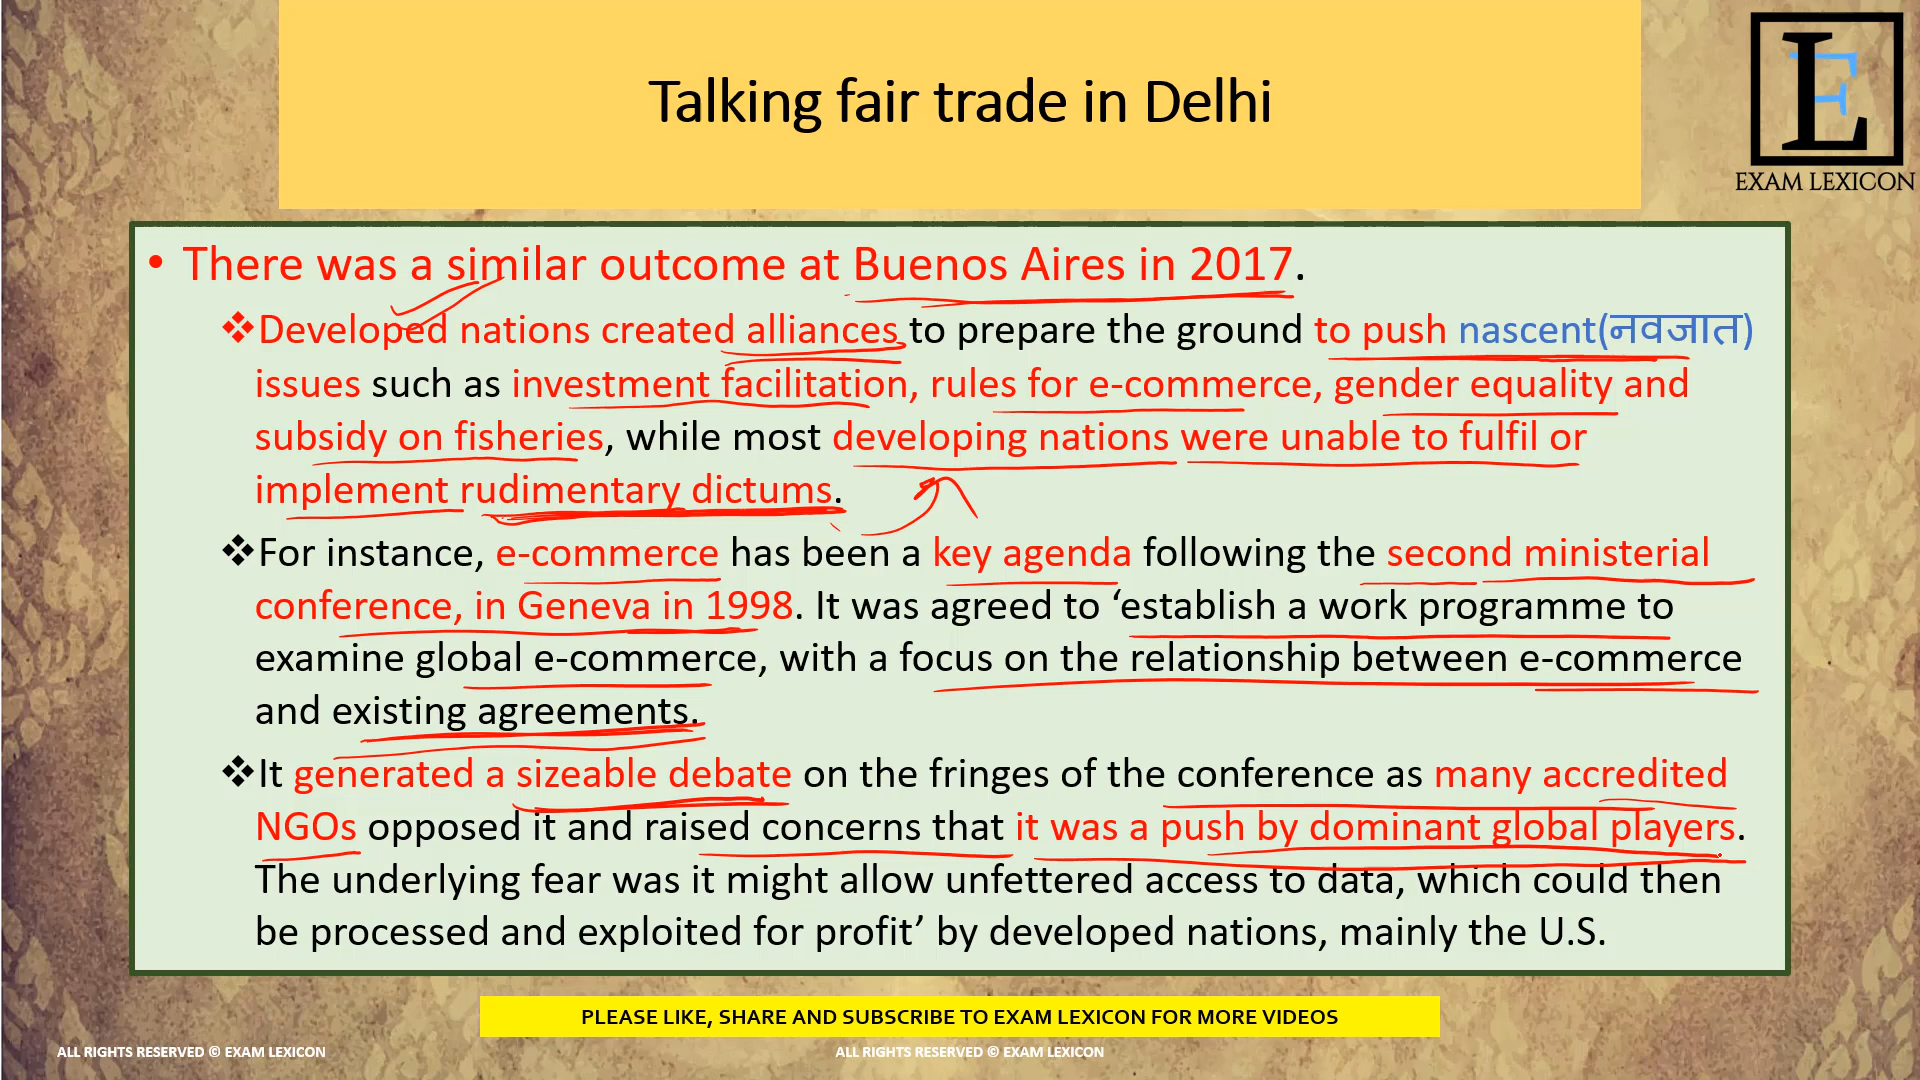 Talking fair trade in Delhi
LE
EXAM LEXICON
• There was a similar outcome at Buenos Aires in 2017.
❖Developed nations created alliances to prepare the ground to push nascent(नवजात)
issues such as investment facilitation, rules for e-commerce, gender equality and
subsidy on fisheries, while most developing nations were unable to fulfil or
implement rudimentary dictums.
❖For instance, e-commerce has been a key agenda following the second ministerial
conference, in Geneva in 1998. It was agreed to ‘establish a work programme to
examine global e-commerce, with a focus on the relationship between e-commerce
and existing agreements.
❖It generated a sizeable debate on the fringes of the conference as many accredited
NGOs opposed it and raised concerns that it was a push by dominant global players.
The underlying fear was it might allow unfettered access to data, which could then
be processed and exploited for profit’ by developed nations, mainly the U.S.
PLEASE LIKE, SHARE AND SUBSCRIBE TO EXAM LEXICON FOR MORE VIDEOS
ALL RIGHTS RESERVED © EXAM LEXICON
ALL RIGHTS RESERVED © EXAM LEXICON